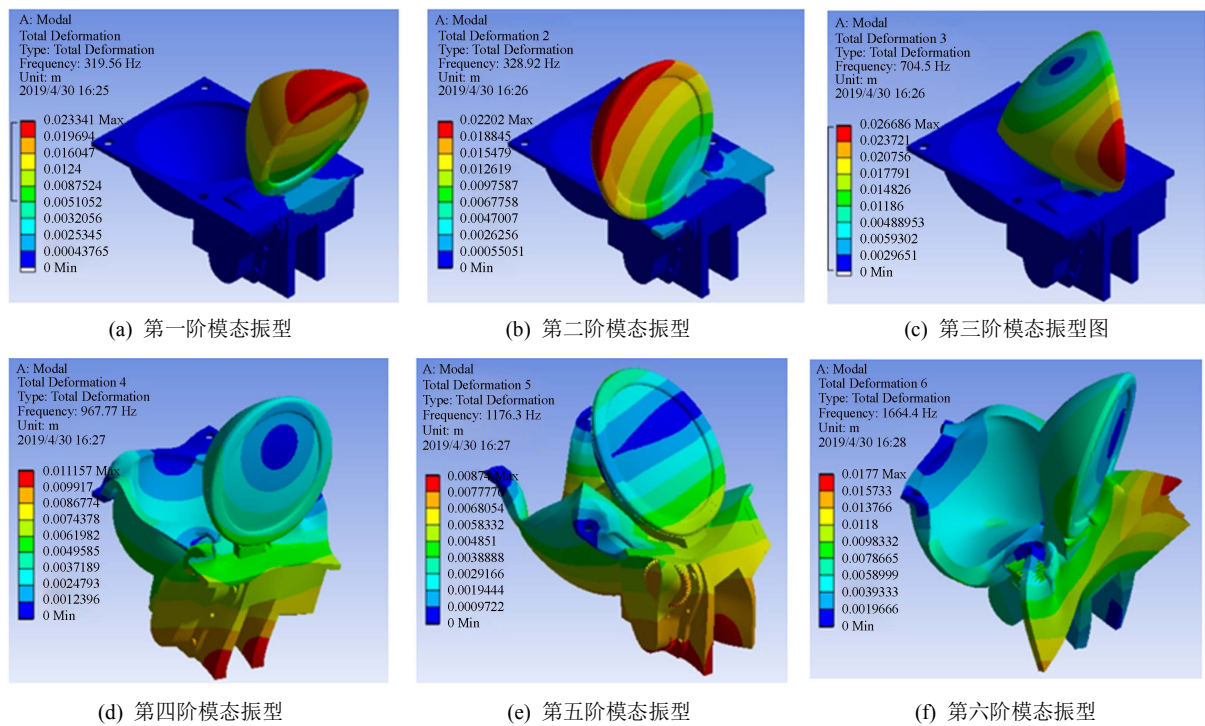 A: Modal
Total Deformation
Type: Total Deformation
Frequency: 319.56 Hz
Unit: m
2019/4/30 16:25
0.023341 Max
0.019694
0.016047
0.0124
0.0087524
0.0051052
0.0032056
0.0025345
0.00043765
0 Min
(a) 第一阶模态振型
A: Modal
Total Deformation 2
Type: Total Deformation
Frequency: 328.92 Hz
Unit: m
2019/4/30 16:26
0.02202 Max
0.018845
0.015479
0.012619
0.0097587
0.0067758
0.0047007
0.0026256
0.00055051
0 Min
(b) 第二阶模态振型
A: Modal
Total Deformation 3
Type: Total Deformation
Frequency: 704.5 Hz
Unit: m
2019/4/30 16:26
0.026686 Max
0.023721
0.020756
0.017791
0.014826
0.01186
0.00488953
0.0059302
0.0029651
0 Min
(c) 第三阶模态振型图
A: Modal
Total Deformation 4
Type: Total Deformation
Frequency: 967.77 Hz
Unit: m
2019/4/30 16:27
0.011157 Max
0.009917
0.0086774
0.0074378
0.0061982
0.0049585
0.0037189
0.0024793
0.0012396
0 Min
(d) 第四阶模态振型
A: Modal
Total Deformation 5
Type: Total Deformation
Frequency: 1176.3 Hz
Unit: m
2019/4/30 16:27
0.00874 Max
0.0077770
0.0068054
0.0058332
0.004851
0.0038888
0.0029166
0.0019444
0.0009722
0 Min
(e) 第五阶模态振型
A: Modal
Total Deformation 6
Type: Total Deformation
Frequency: 1664.4 Hz
Unit: m
2019/4/30 16:28
0.0177 Max
0.015733
0.013766
0.0118
0.0098332
0.0078665
0.0058999
0.0039333
0.0019666
0 Min
(f) 第六阶模态振型